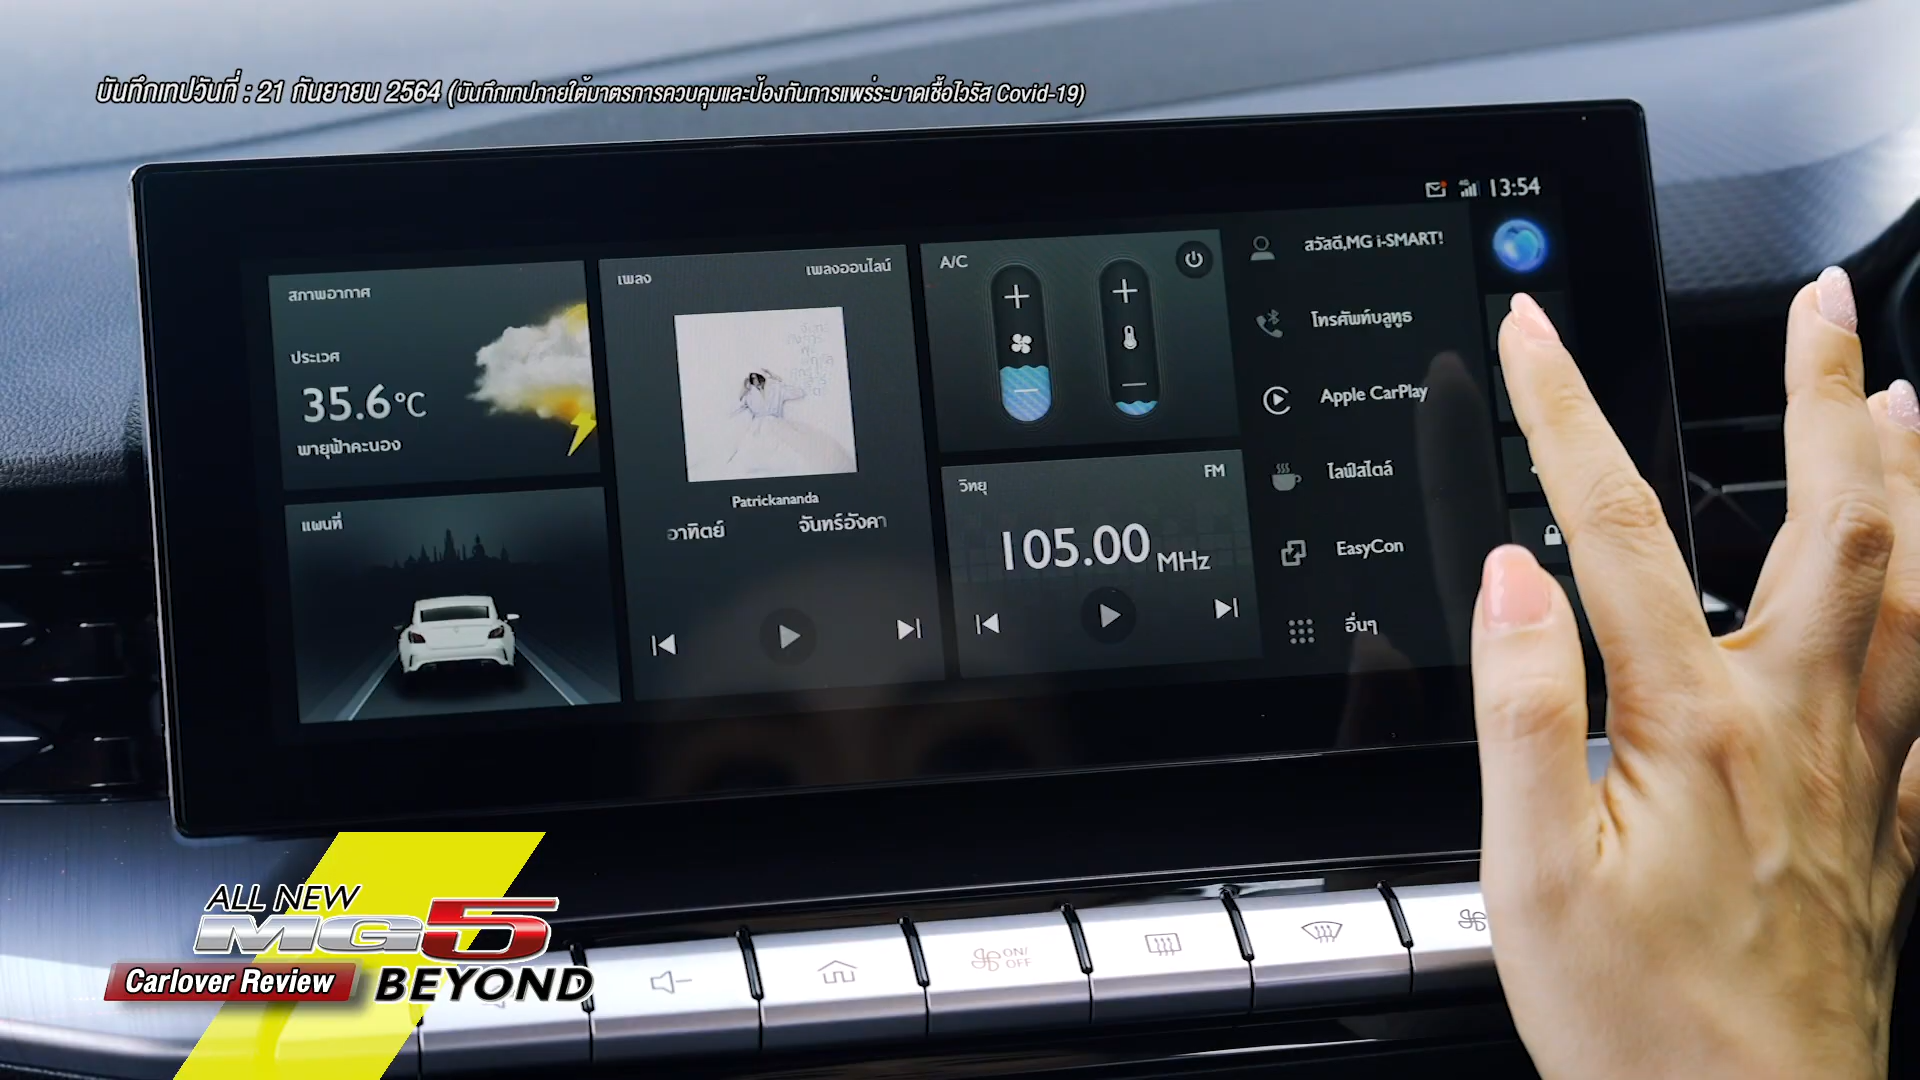 บันทึกเทปวันที่ : 21 กันยายน 2564 (บันทึกเทปภายใต้มาตรการควบคุมและป้องกันการแพร่ระบาดเชื้อไวรัส Covid-19)
13:54
สภาพอากาศ
ประเวศ
35.6°C
พายุฟ้าคะนอง
แผนที่
เพลง เพลงออนไลน์
Patrickananda
อาทิตย์ จันทร์อังคา
A/C
วิทยุ FM
105.00 MHz
สวัสดี,MG i-SMART!
โทรศัพท์บลูทูธ
Apple CarPlay
ไลฟ์สไตล์
EasyCon
อื่นๆ
ON/
OFF
ALL NEW
MG5
Carlover Review
BEYOND